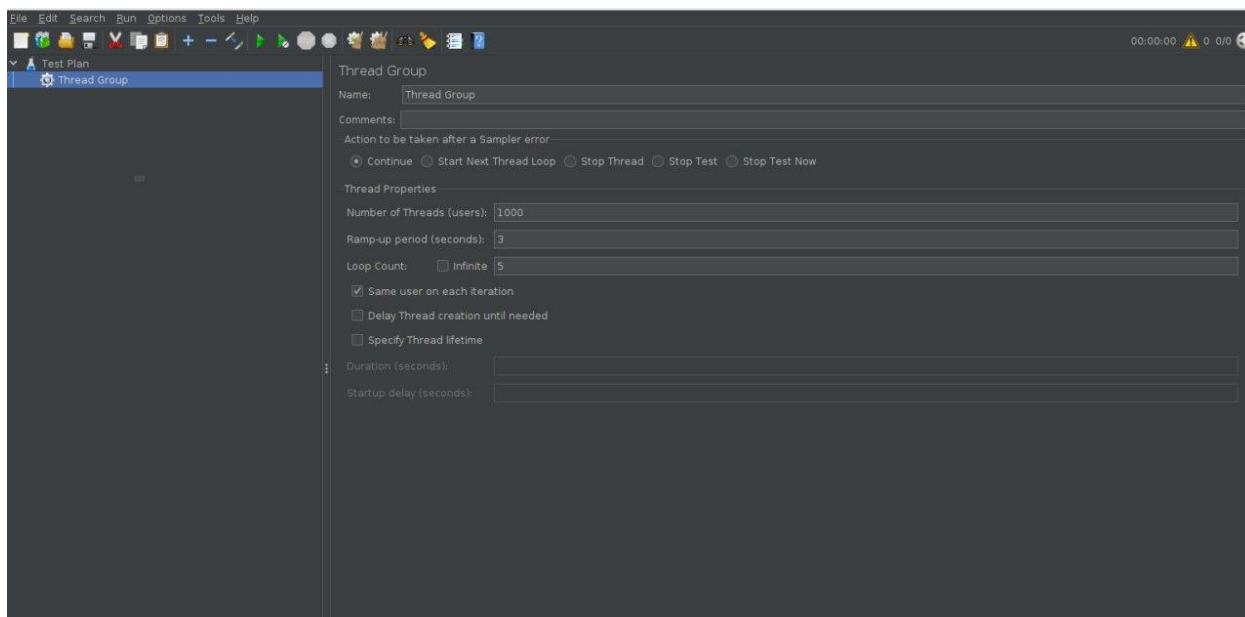 File Edit Search Run Options Tools Help
00:00:00 0 0/0
Test Plan
Thread Group
Thread Group
Name: Thread Group
Comments:
Action to be taken after a Sampler error
Continue Start Next Thread Loop Stop Thread Stop Test Stop Test Now
Thread Properties
Number of Threads (users): 1000
Ramp-up period (seconds): 3
Loop Count: Infinite 5
Same user on each iteration
Delay Thread creation until needed
Specify Thread lifetime
Duration (seconds):
Startup delay (seconds):